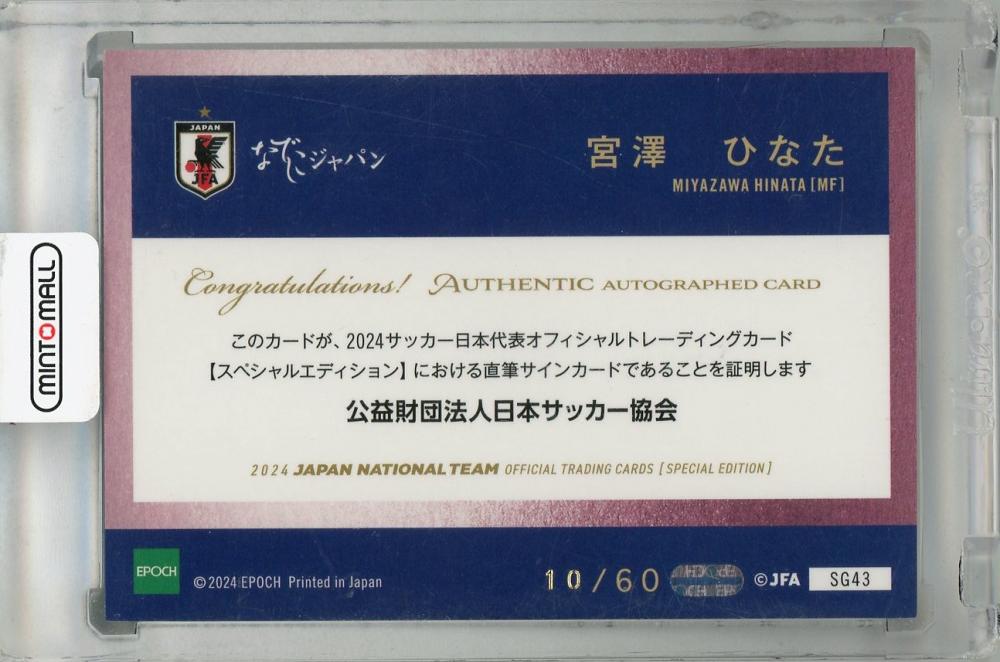 JAPAN
JFA
なでしこジャパン
宮澤 ひなた
MIYAZAWA HINATA [MF]
Congratulations! AUTHENTIC AUTOGRAPHED CARD
このカードが、2024サッカー日本代表オフィシャルトレーディングカード
【スペシャルエディション】における直筆サインカードであることを証明します
公益財団法人日本サッカー協会
2024 JAPAN NATIONAL TEAM OFFICIAL TRADING CARDS [SPECIAL EDITION]
EPOCH
©2024 EPOCH Printed in Japan
10/60
©JFA
SG43
MINTOMALL